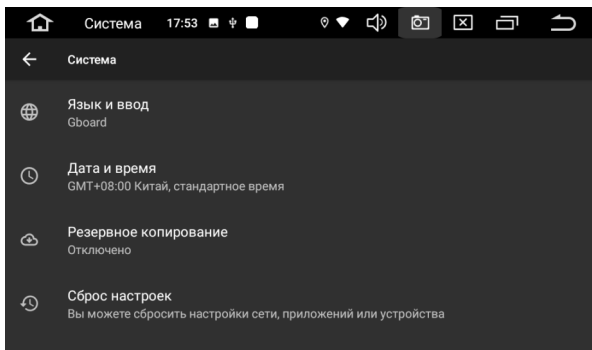 Система 17:53
Система
Язык и ввод
Gboard
Дата и время
GMT+08:00 Китай, стандартное время
Резервное копирование
Отключено
Сброс настроек
Вы можете сбросить настройки сети, приложений или устройства